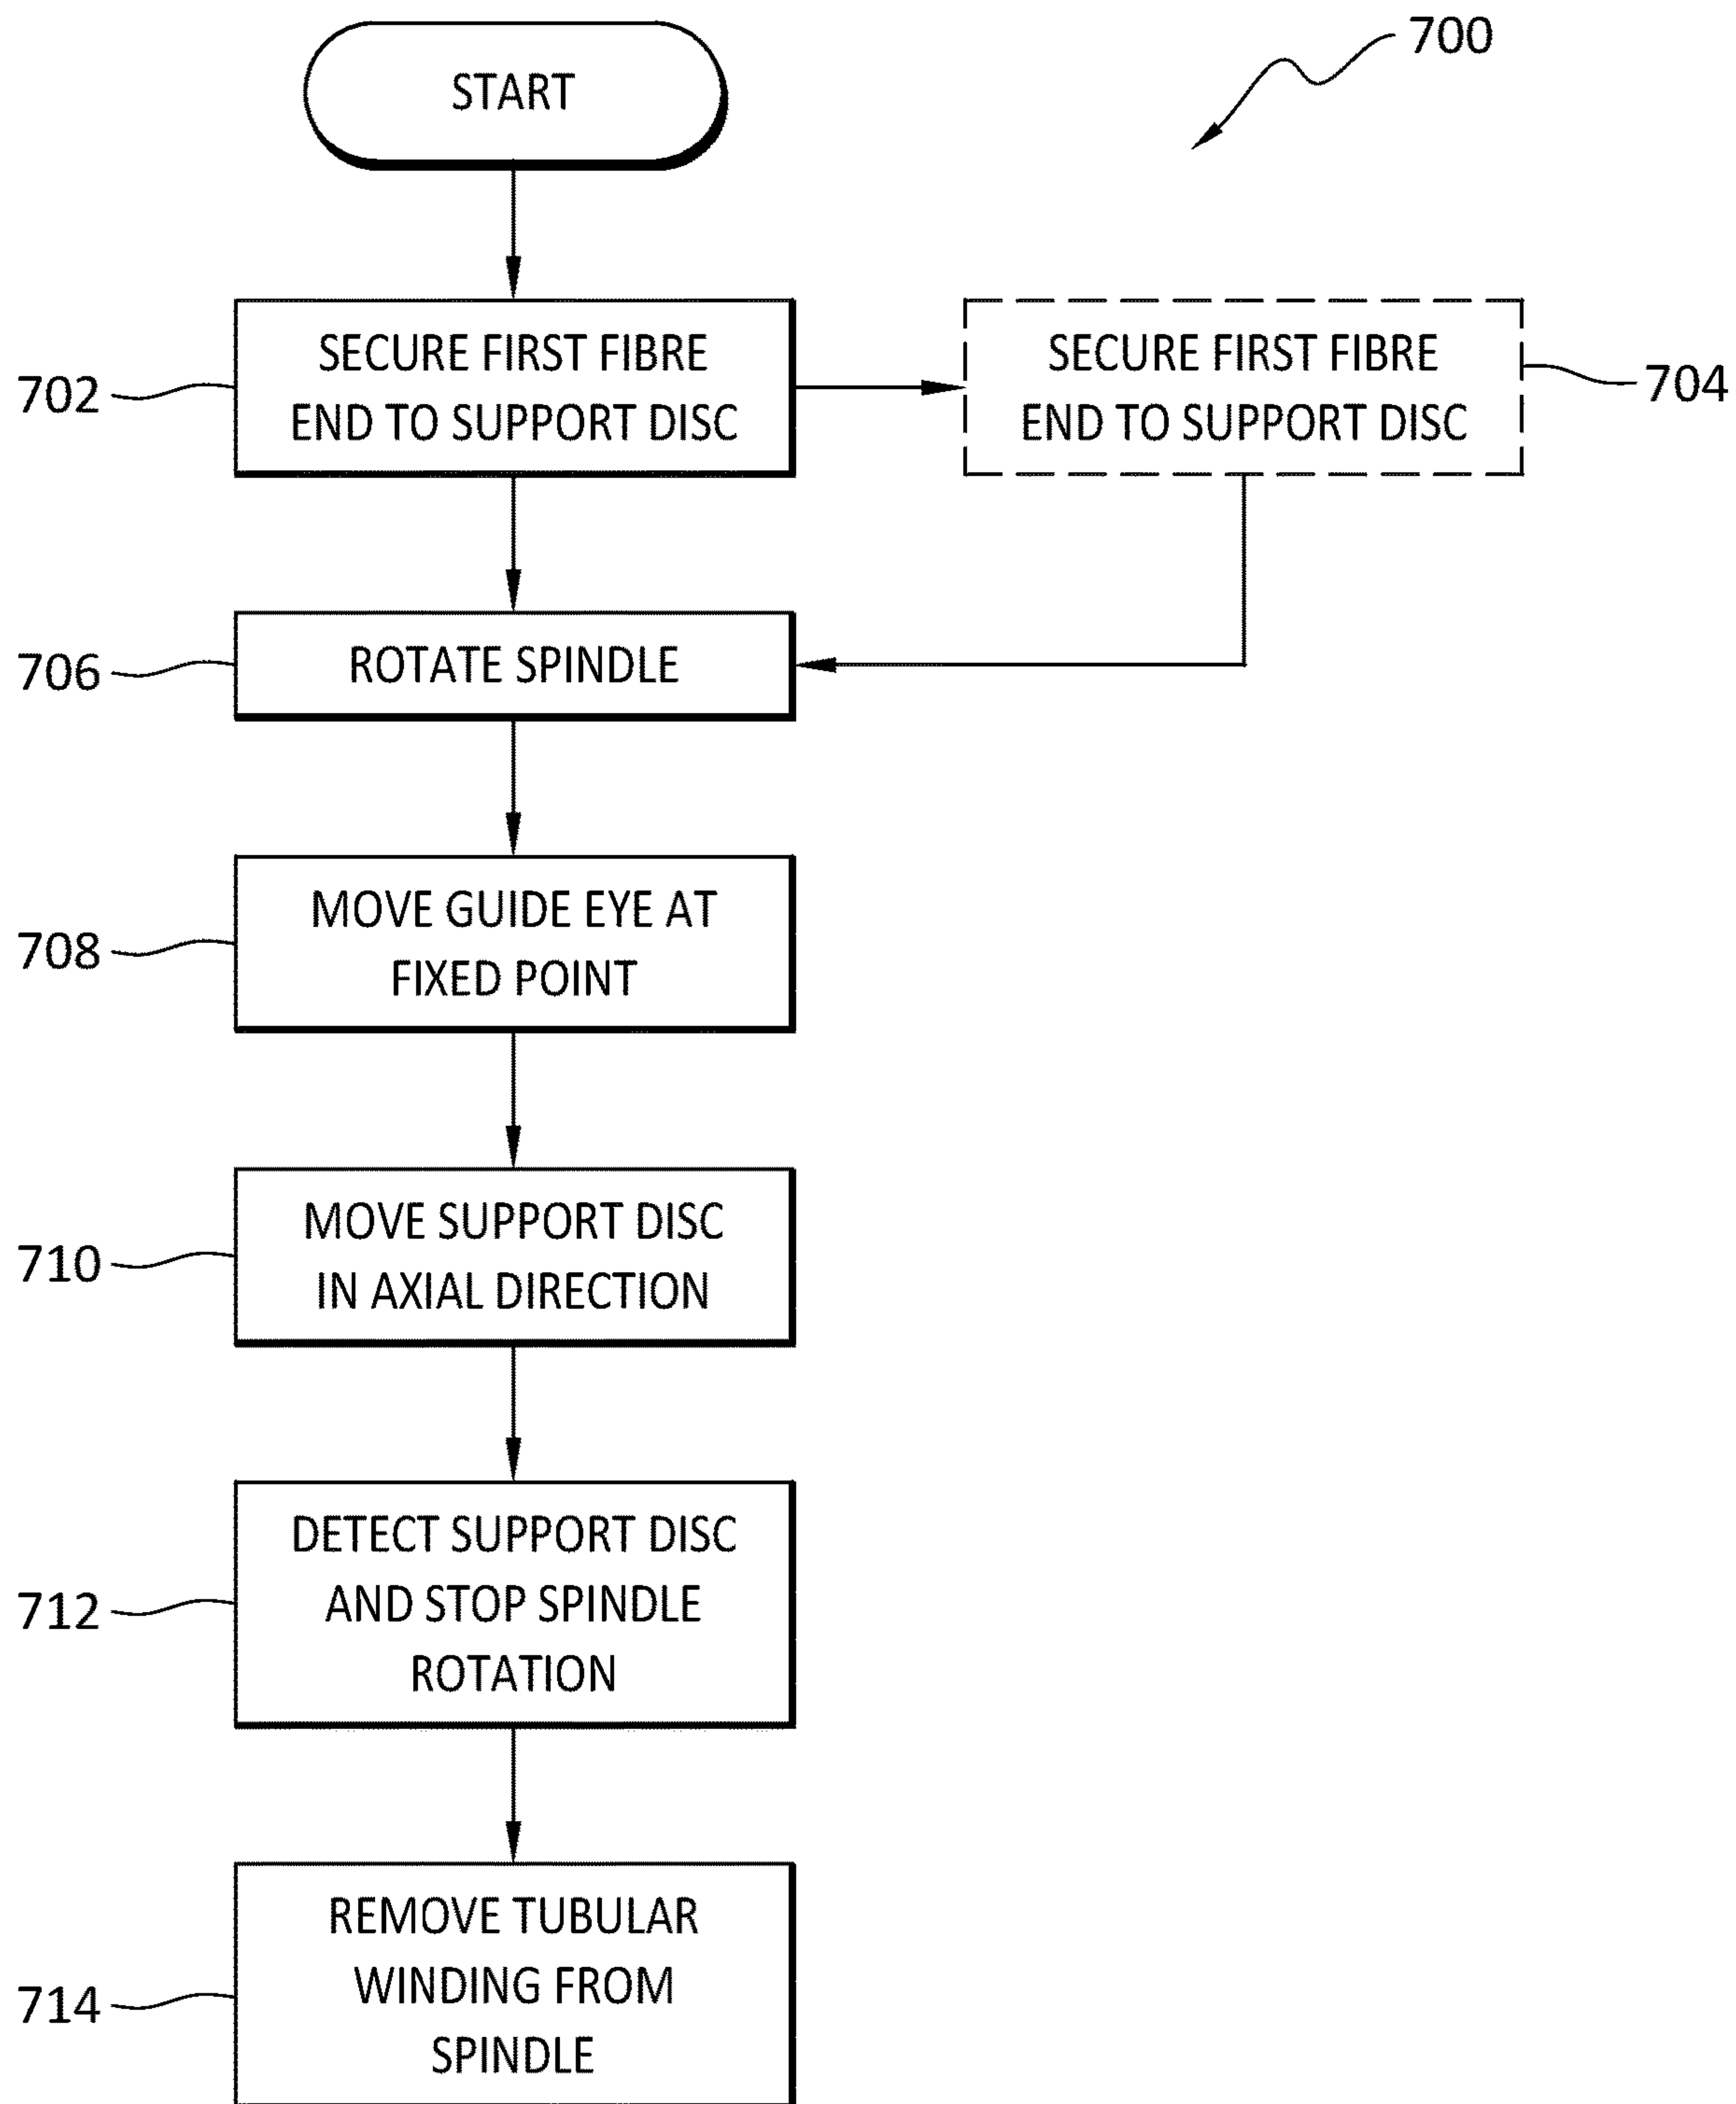 700
START
702
SECURE FIRST FIBRE
END TO SUPPORT DISC
SECURE FIRST FIBRE
END TO SUPPORT DISC
704
706
ROTATE SPINDLE
708
MOVE GUIDE EYE AT
FIXED POINT
710
MOVE SUPPORT DISC
IN AXIAL DIRECTION
712
DETECT SUPPORT DISC
AND STOP SPINDLE
ROTATION
714
REMOVE TUBULAR
WINDING FROM
SPINDLE